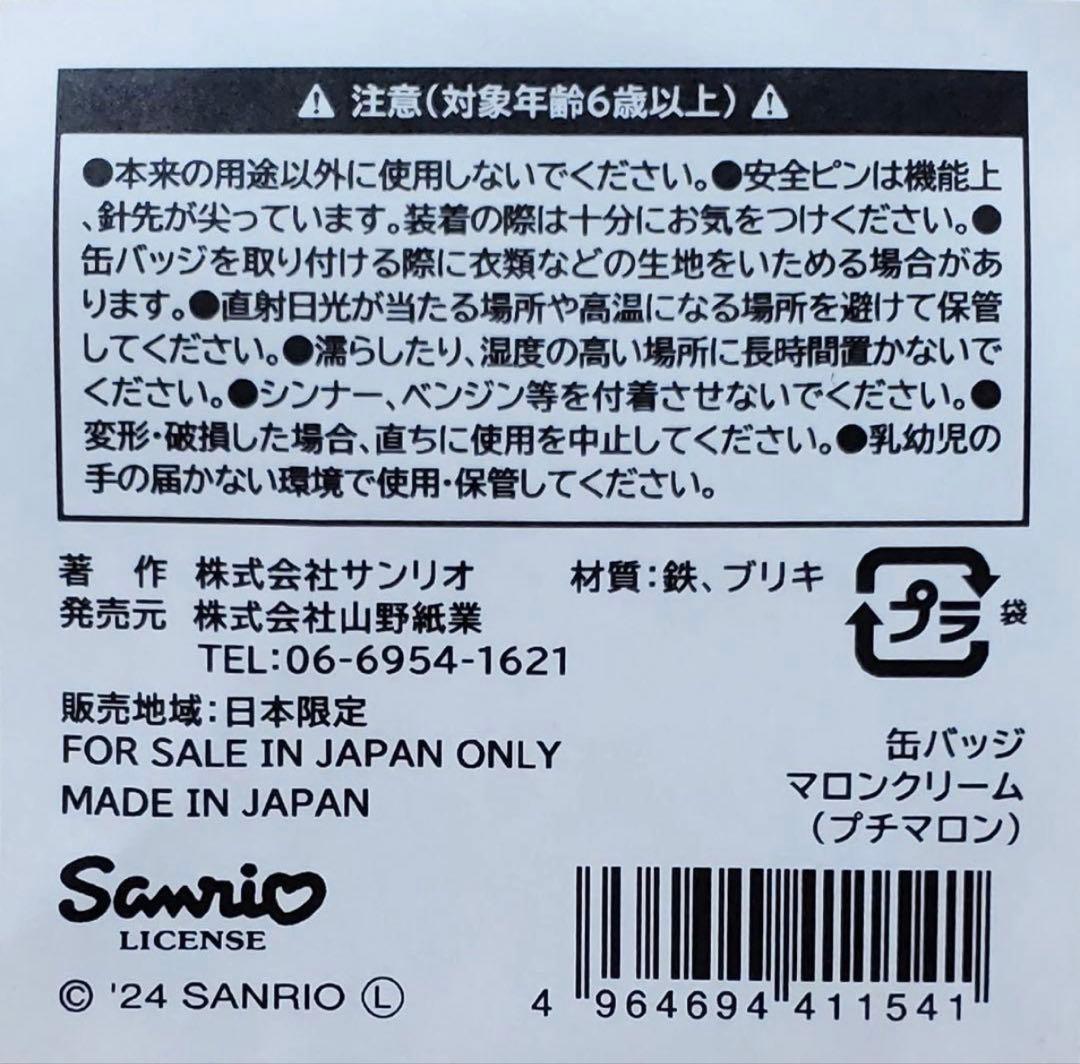 ⚠ 注意(対象年齢6歳以上) ⚠
●本来の用途以外に使用しないでください。●安全ピンは機能上
、針先が尖っています。装着の際は十分にお気をつけください。●
缶バッジを取り付ける際に衣類などの生地をいためる場合があ
ります。●直射日光が当たる場所や高温になる場所を避けて保管
してください。●濡らしたり、湿度の高い場所に長時間置かないで
ください。●シンナー、ベンジン等を付着させないでください。●
変形・破損した場合、直ちに使用を中止してください。●乳幼児の
手の届かない環境で使用・保管してください。
著 作 株式会社サンリオ
発売元 株式会社山野紙業
TEL:06-6954-1621
材質:鉄、ブリキ
プラ
袋
販売地域:日本限定
FOR SALE IN JAPAN ONLY
MADE IN JAPAN
缶バッジ
マロンクリーム
(プチマロン)
Sanrio
LICENSE
© '24 SANRIO Ⓛ
4 964694 411541